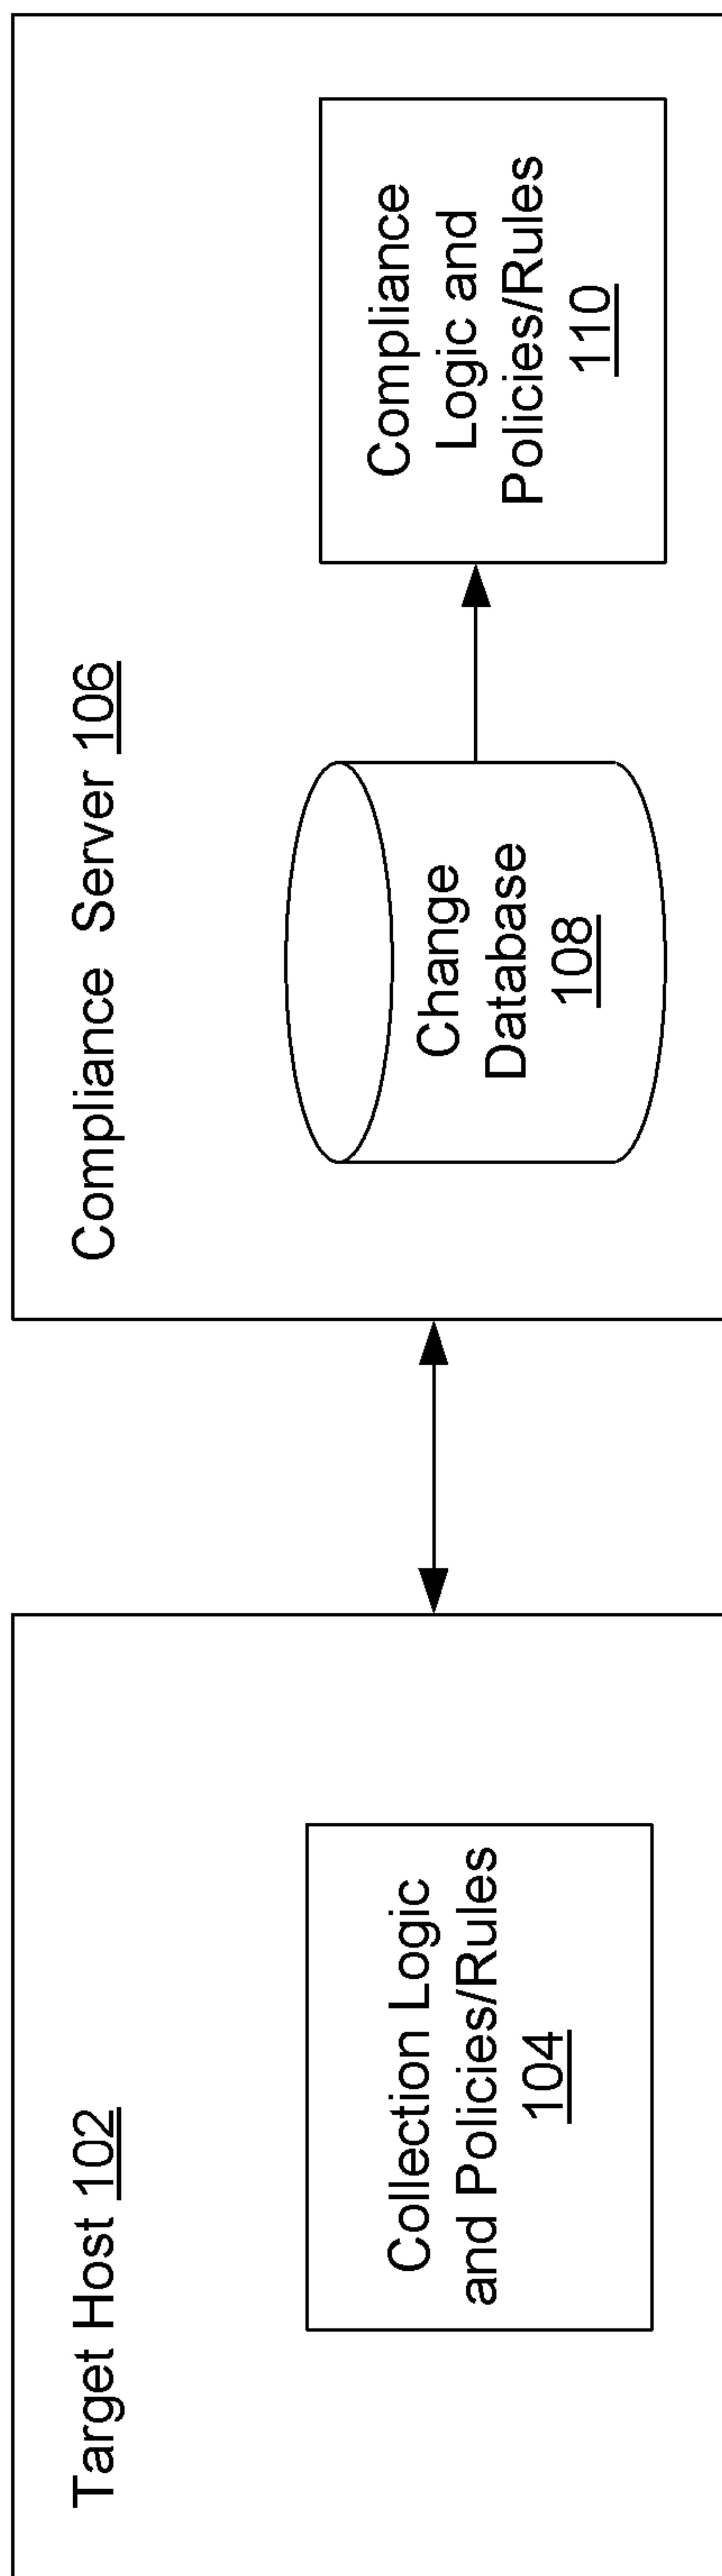 Target Host 102
Collection Logic
and Policies/Rules
104
Compliance Server 106
Change
Database
108
Compliance
Logic and
Policies/Rules
110